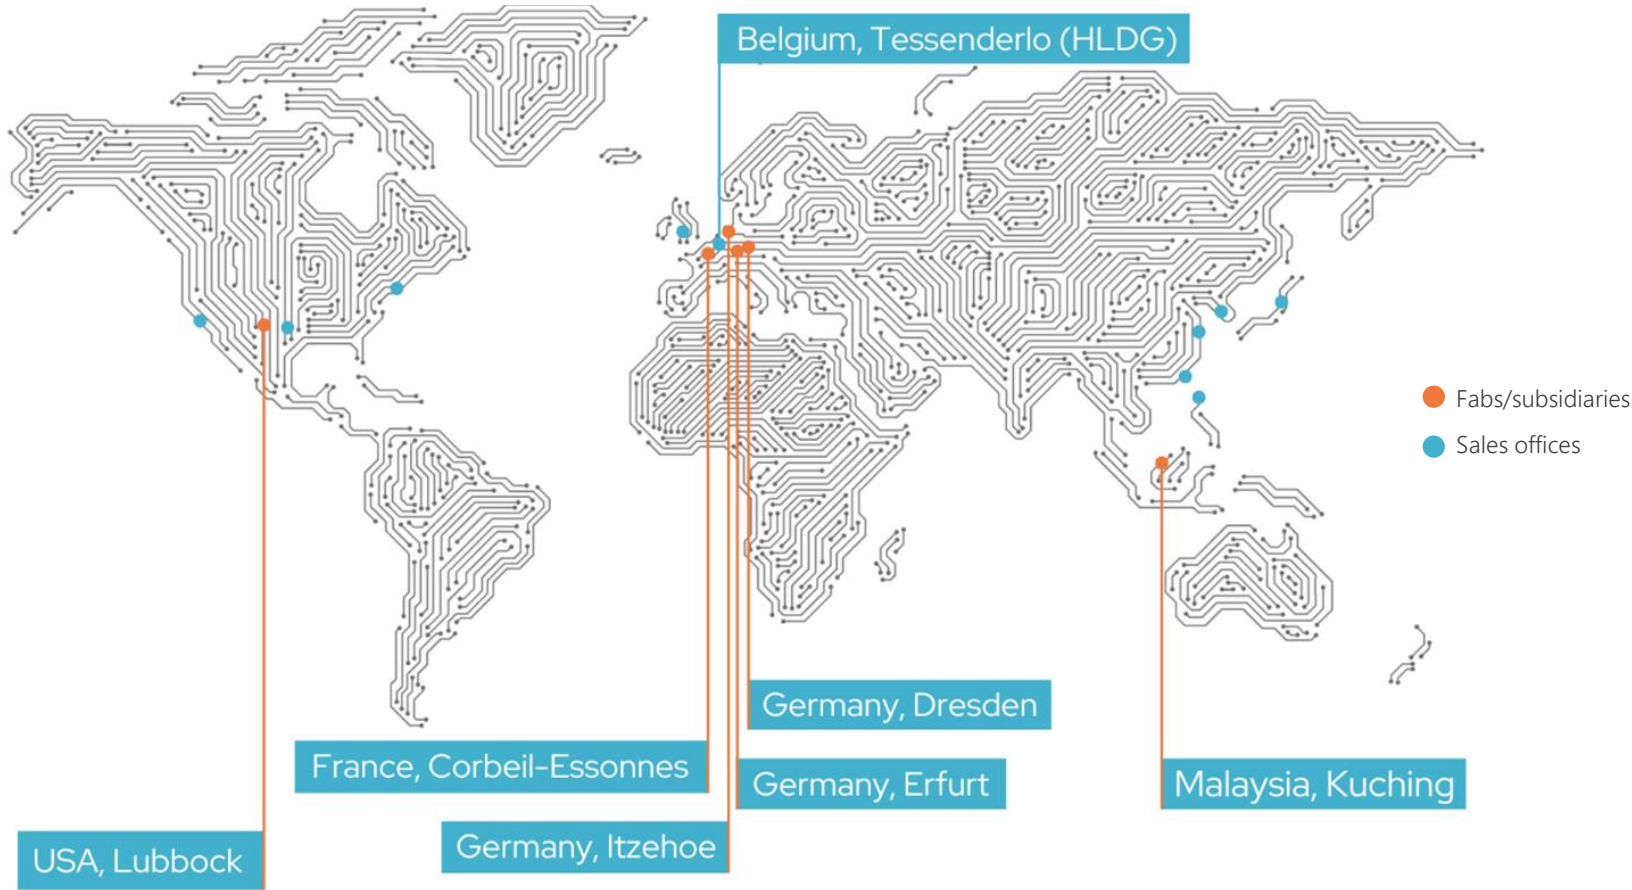 Belgium, Tessenderlo (HLDG)
Fabs/subsidiaries
Sales offices
Germany, Dresden
France, Corbeil-Essonnes
Germany, Erfurt
Malaysia, Kuching
Germany, Itzehoe
USA, Lubbock